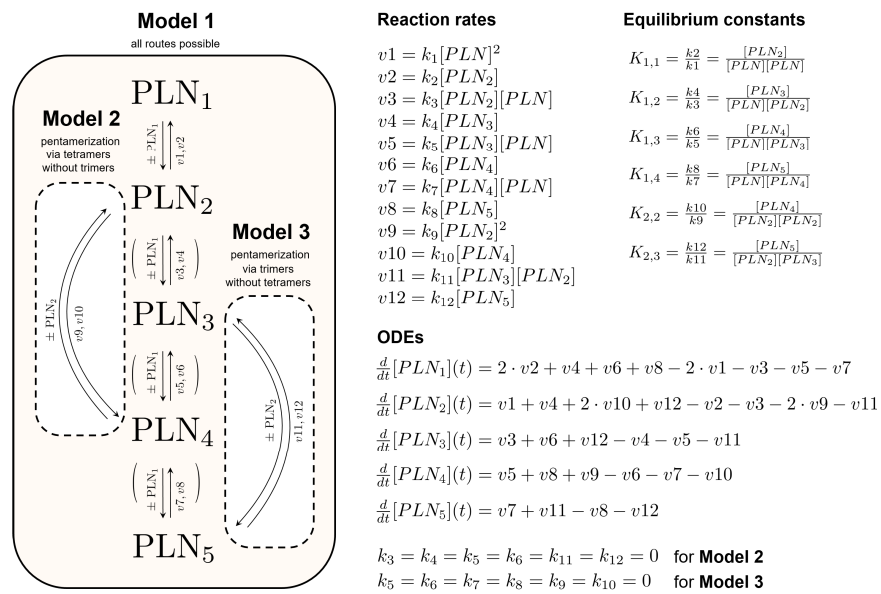 Model 1
all routes possible
PLN₁
± PLN₁
v1, v2
Model 2
pentamerization
via tetramers
without trimers
PLN₂
± PLN₂
v9, v10
( ± PLN₁
v3, v4 )
Model 3
pentamerization
via trimers
without tetramers
PLN₃
( ± PLN₁
v5, v6 )
± PLN₂
v11, v12
PLN₄
( ± PLN₁
v7, v8 )
PLN₅
Reaction rates
v1 = k₁[PLN]²
v2 = k₂[PLN₂]
v3 = k₃[PLN₂][PLN]
v4 = k₄[PLN₃]
v5 = k₅[PLN₃][PLN]
v6 = k₆[PLN₄]
v7 = k₇[PLN₄][PLN]
v8 = k₈[PLN₅]
v9 = k₉[PLN₂]²
v10 = k₁₀[PLN₄]
v11 = k₁₁[PLN₃][PLN₂]
v12 = k₁₂[PLN₅]
Equilibrium constants
K₁,₁ = k2/k1 = [PLN₂]/[PLN][PLN]
K₁,₂ = k4/k3 = [PLN₃]/[PLN][PLN₂]
K₁,₃ = k6/k5 = [PLN₄]/[PLN][PLN₃]
K₁,₄ = k8/k7 = [PLN₅]/[PLN][PLN₄]
K₂,₂ = k10/k9 = [PLN₄]/[PLN₂][PLN₂]
K₂,₃ = k12/k11 = [PLN₅]/[PLN₂][PLN₃]
ODEs
d/dt[PLN₁](t) = 2 · v2 + v4 + v6 + v8 − 2 · v1 − v3 − v5 − v7
d/dt[PLN₂](t) = v1 + v4 + 2 · v10 + v12 − v2 − v3 − 2 · v9 − v11
d/dt[PLN₃](t) = v3 + v6 + v12 − v4 − v5 − v11
d/dt[PLN₄](t) = v5 + v8 + v9 − v6 − v7 − v10
d/dt[PLN₅](t) = v7 + v11 − v8 − v12
k₃ = k₄ = k₅ = k₆ = k₁₁ = k₁₂ = 0 for Model 2
k₅ = k₆ = k₇ = k₈ = k₉ = k₁₀ = 0 for Model 3